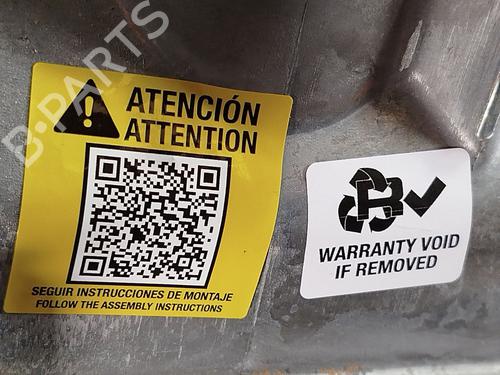 B-PARTS
ATENCIÓN
ATTENTION
SEGUIR INSTRUCCIONES DE MONTAJE
FOLLOW THE ASSEMBLY INSTRUCTIONS
B
WARRANTY VOID
IF REMOVED